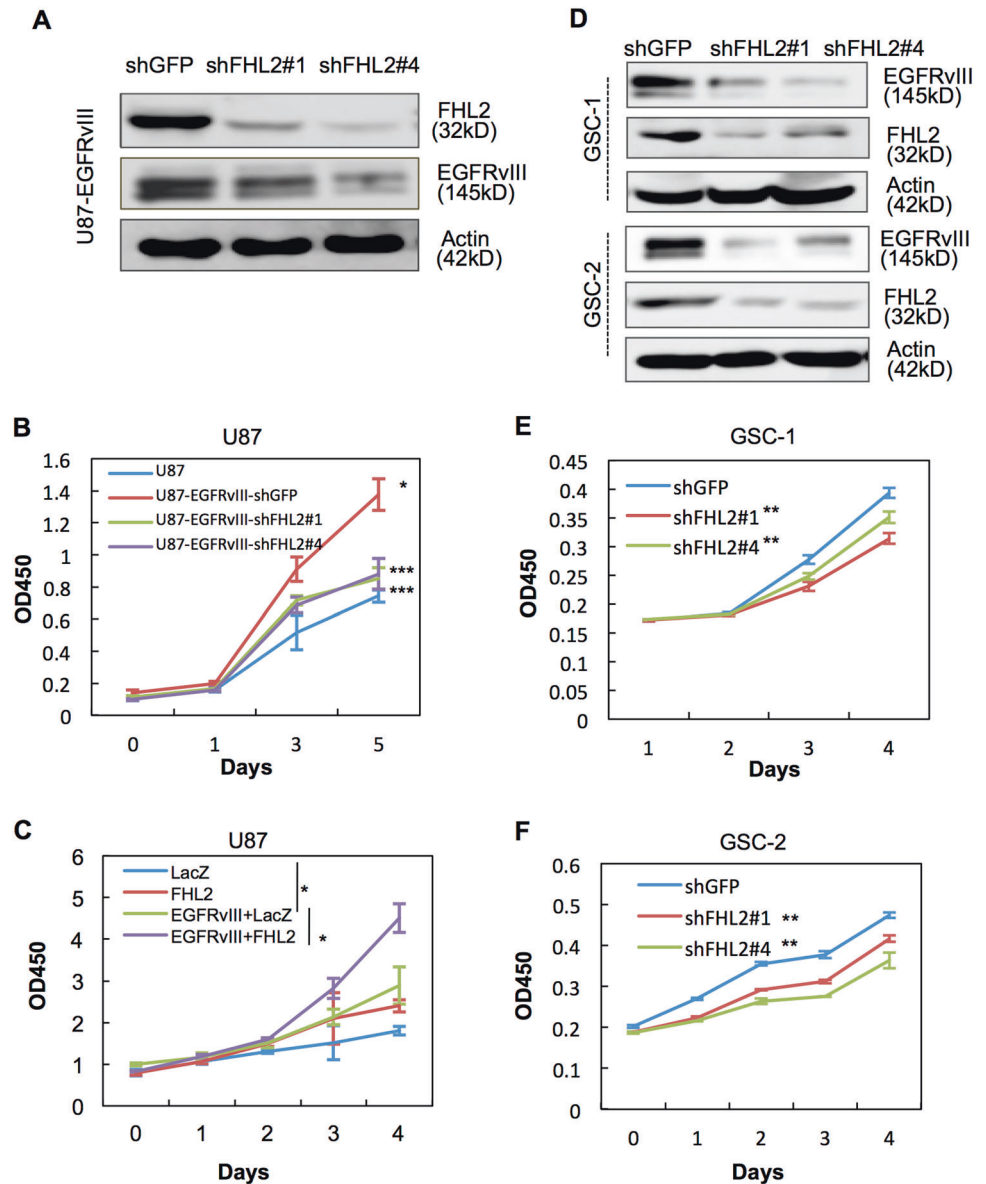 A
shGFP shFHL2#1 shFHL2#4
U87-EGFRvIII
FHL2
(32kD)
EGFRvIII
(145kD)
Actin
(42kD)
D
shGFP shFHL2#1 shFHL2#4
GSC-1
EGFRvIII
(145kD)
FHL2
(32kD)
Actin
(42kD)
GSC-2
EGFRvIII
(145kD)
FHL2
(32kD)
Actin
(42kD)
B
U87
OD450
1.6
1.4
1.2
1
0.8
0.6
0.4
0.2
0
U87
U87-EGFRvIII-shGFP
U87-EGFRvIII-shFHL2#1
U87-EGFRvIII-shFHL2#4
*
***
***
0 1 3 5
Days
E
GSC-1
OD450
0.45
0.4
0.35
0.3
0.25
0.2
0.15
0.1
0.05
0
shGFP
shFHL2#1 **
shFHL2#4 **
1 2 3 4
Days
C
U87
OD450
6
5
4
3
2
1
0
LacZ
FHL2
EGFRvIII+LacZ
EGFRvIII+FHL2
*
*
0 1 2 3 4
Days
F
GSC-2
OD450
0.6
0.5
0.4
0.3
0.2
0.1
0
shGFP
shFHL2#1 **
shFHL2#4 **
0 1 2 3 4
Days